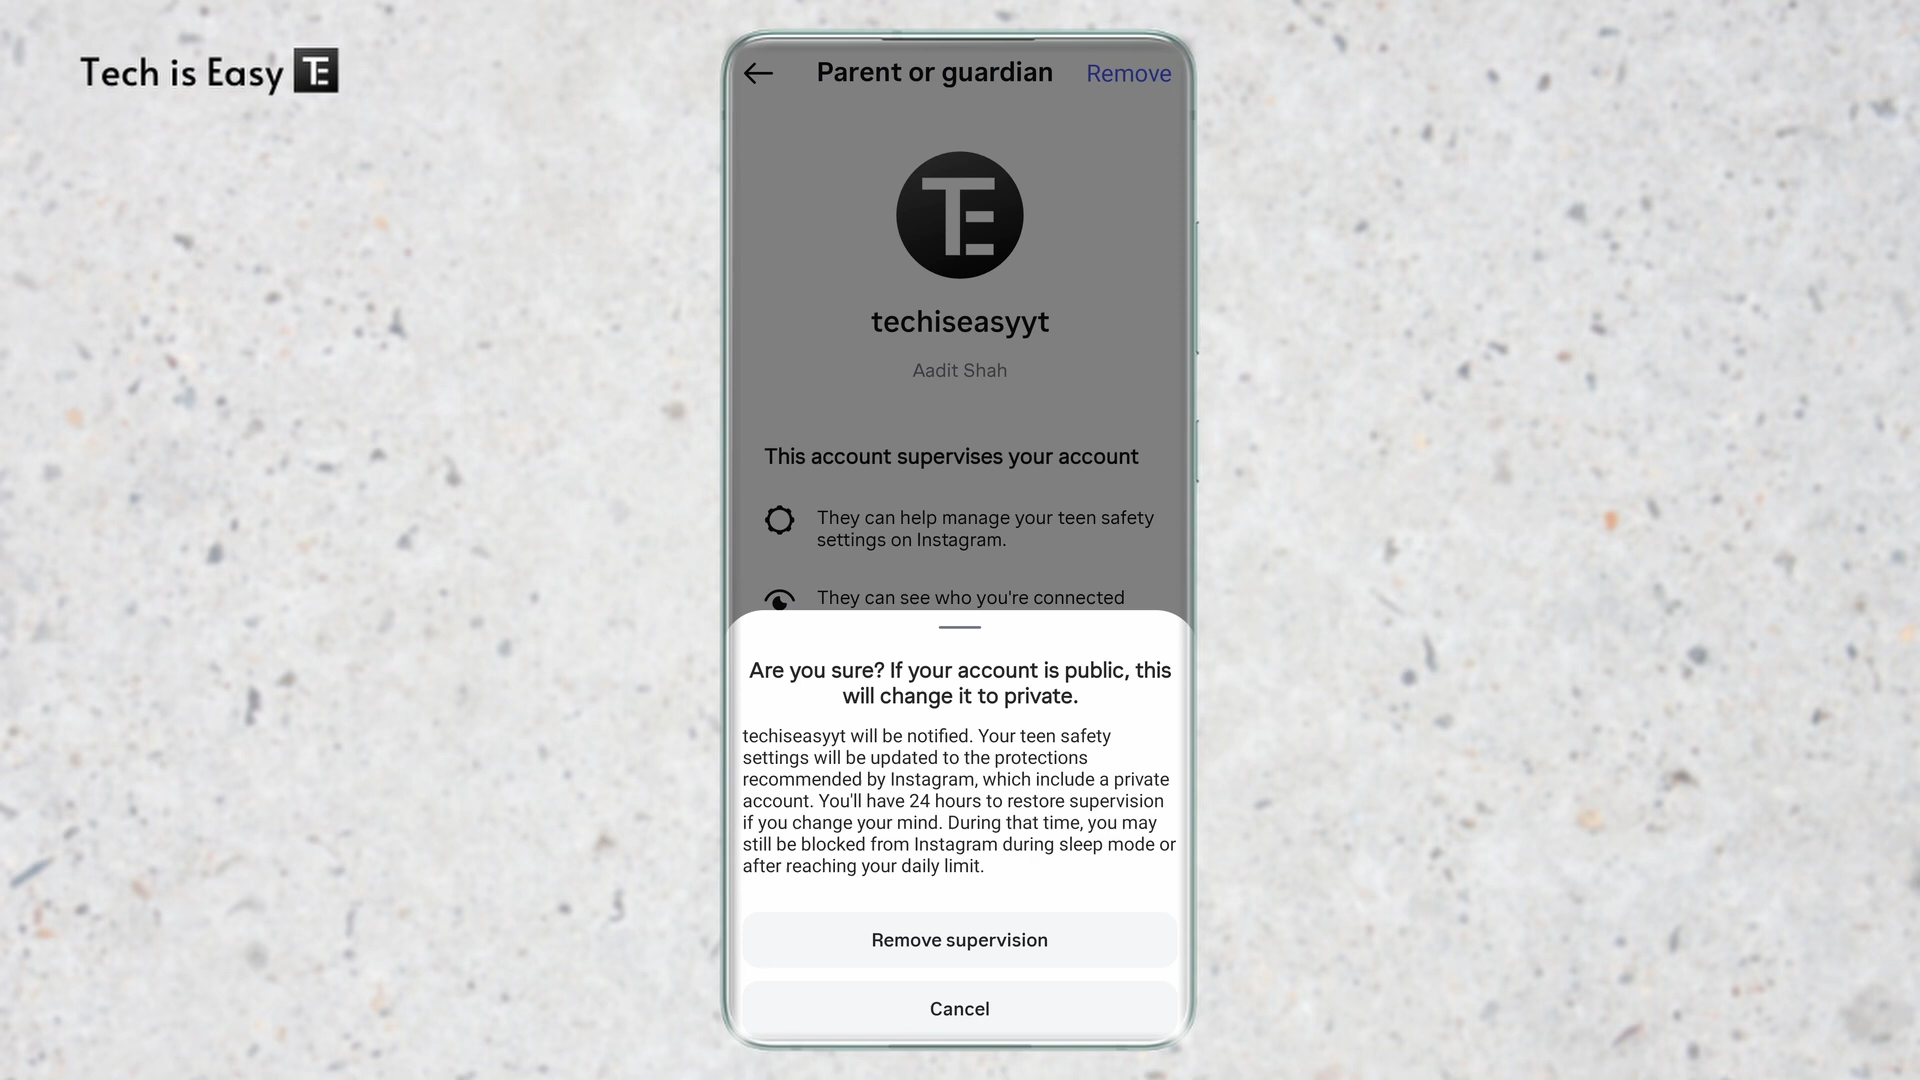 Tech is Easy TE
Parent or guardian
Remove
TE
techiseasyyt
Aadit Shah
This account supervises your account
They can help manage your teen safety
settings on Instagram.
They can see who you're connected
Are you sure? If your account is public, this
will change it to private.
techiseasyyt will be notified. Your teen safety
settings will be updated to the protections
recommended by Instagram, which include a private
account. You'll have 24 hours to restore supervision
if you change your mind. During that time, you may
still be blocked from Instagram during sleep mode or
after reaching your daily limit.
Remove supervision
Cancel